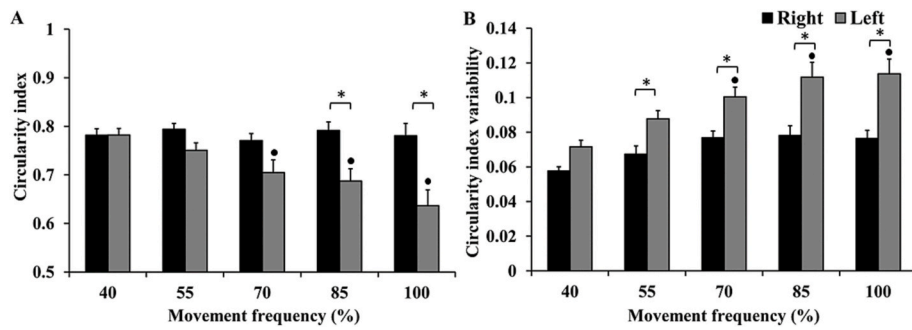 A
Circularity index
1
0.9
0.8
0.7
0.6
0.5
*
*
40 55 70 85 100
Movement frequency (%)
B
Right Left
Circularity index variability
0.14
0.12
0.1
0.08
0.06
0.04
0.02
0
*
*
*
*
40 55 70 85 100
Movement frequency (%)